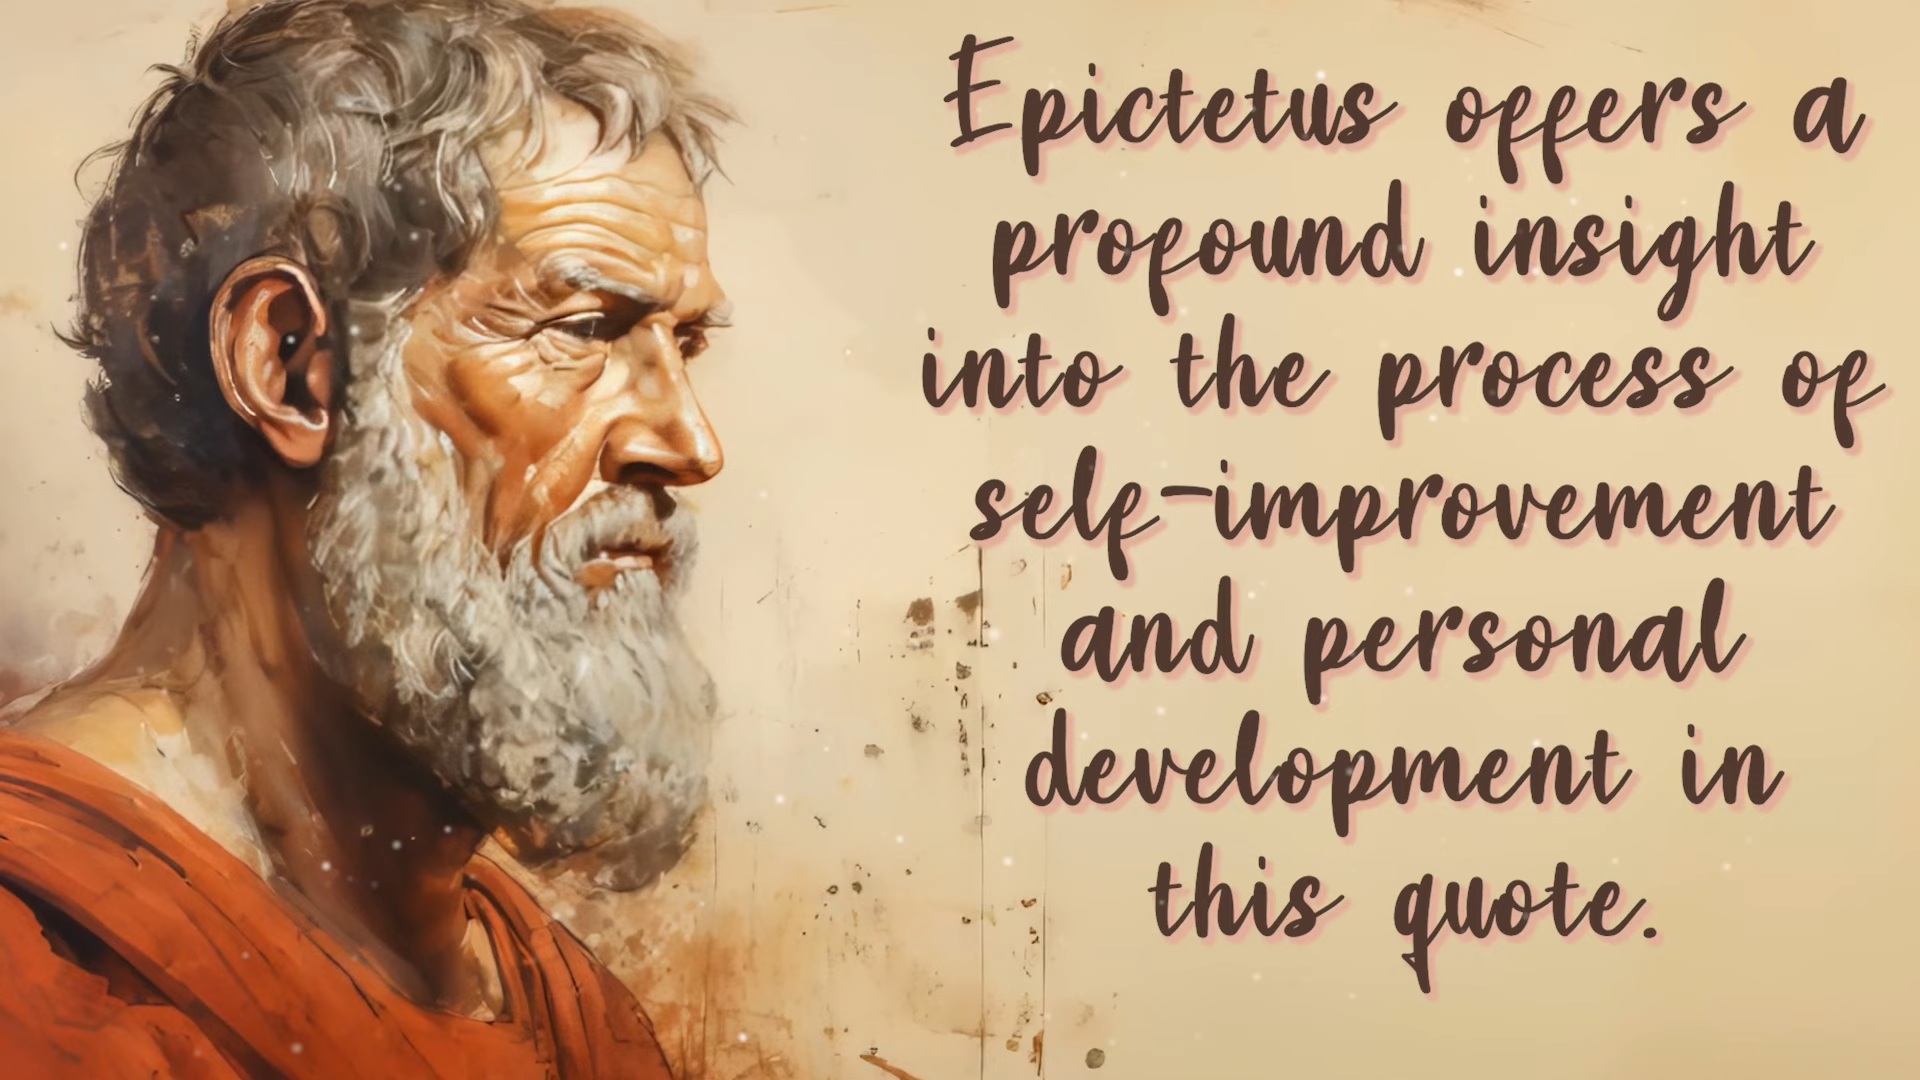 Epictetus offers a
profound insight
into the process of
self-improvement
and personal
development in
this quote.